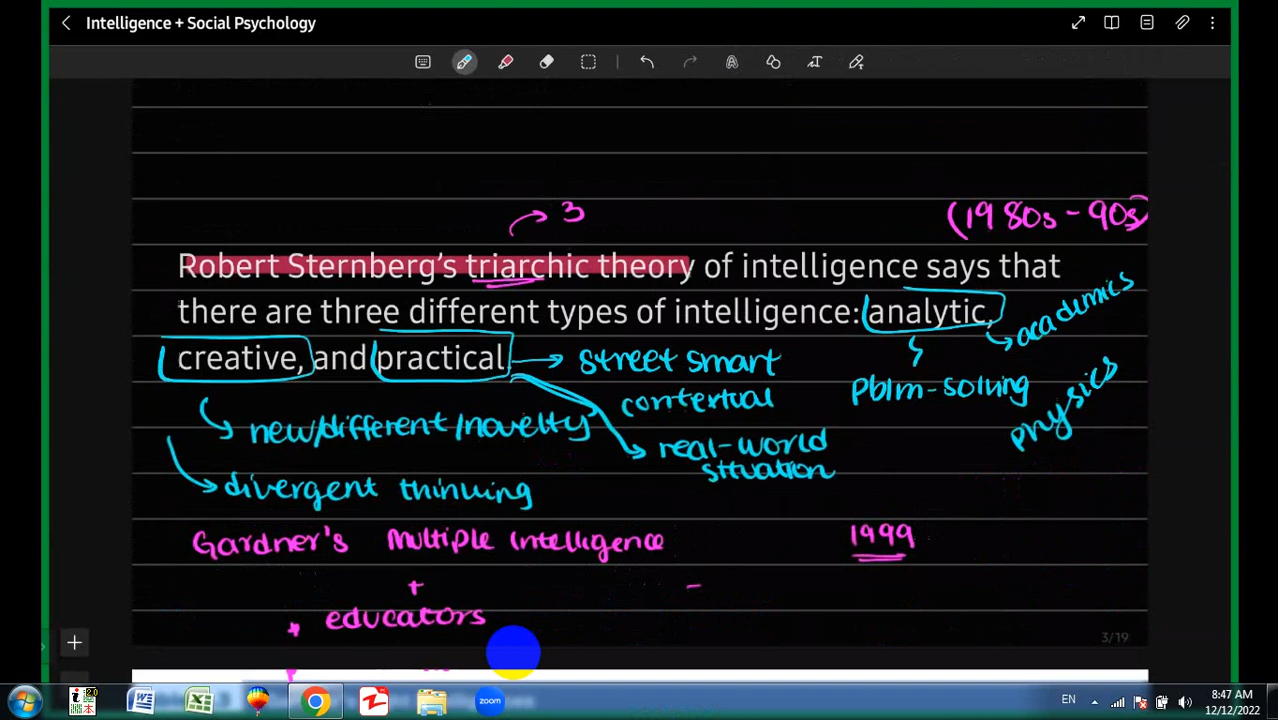 Intelligence + Social Psychology
3
(1980s - 90s)
Robert Sternberg's triarchic theory of intelligence says that
there are three different types of intelligence: analytic,
academics
creative, and practical
street smart
pblm-solving
physics
contextual
new/different/novelty
real-world
situation
divergent thinking
Gardner's Multiple Intelligence
1999
+
-
educators
3/19
zoom
EN
8:47 AM
12/12/2022